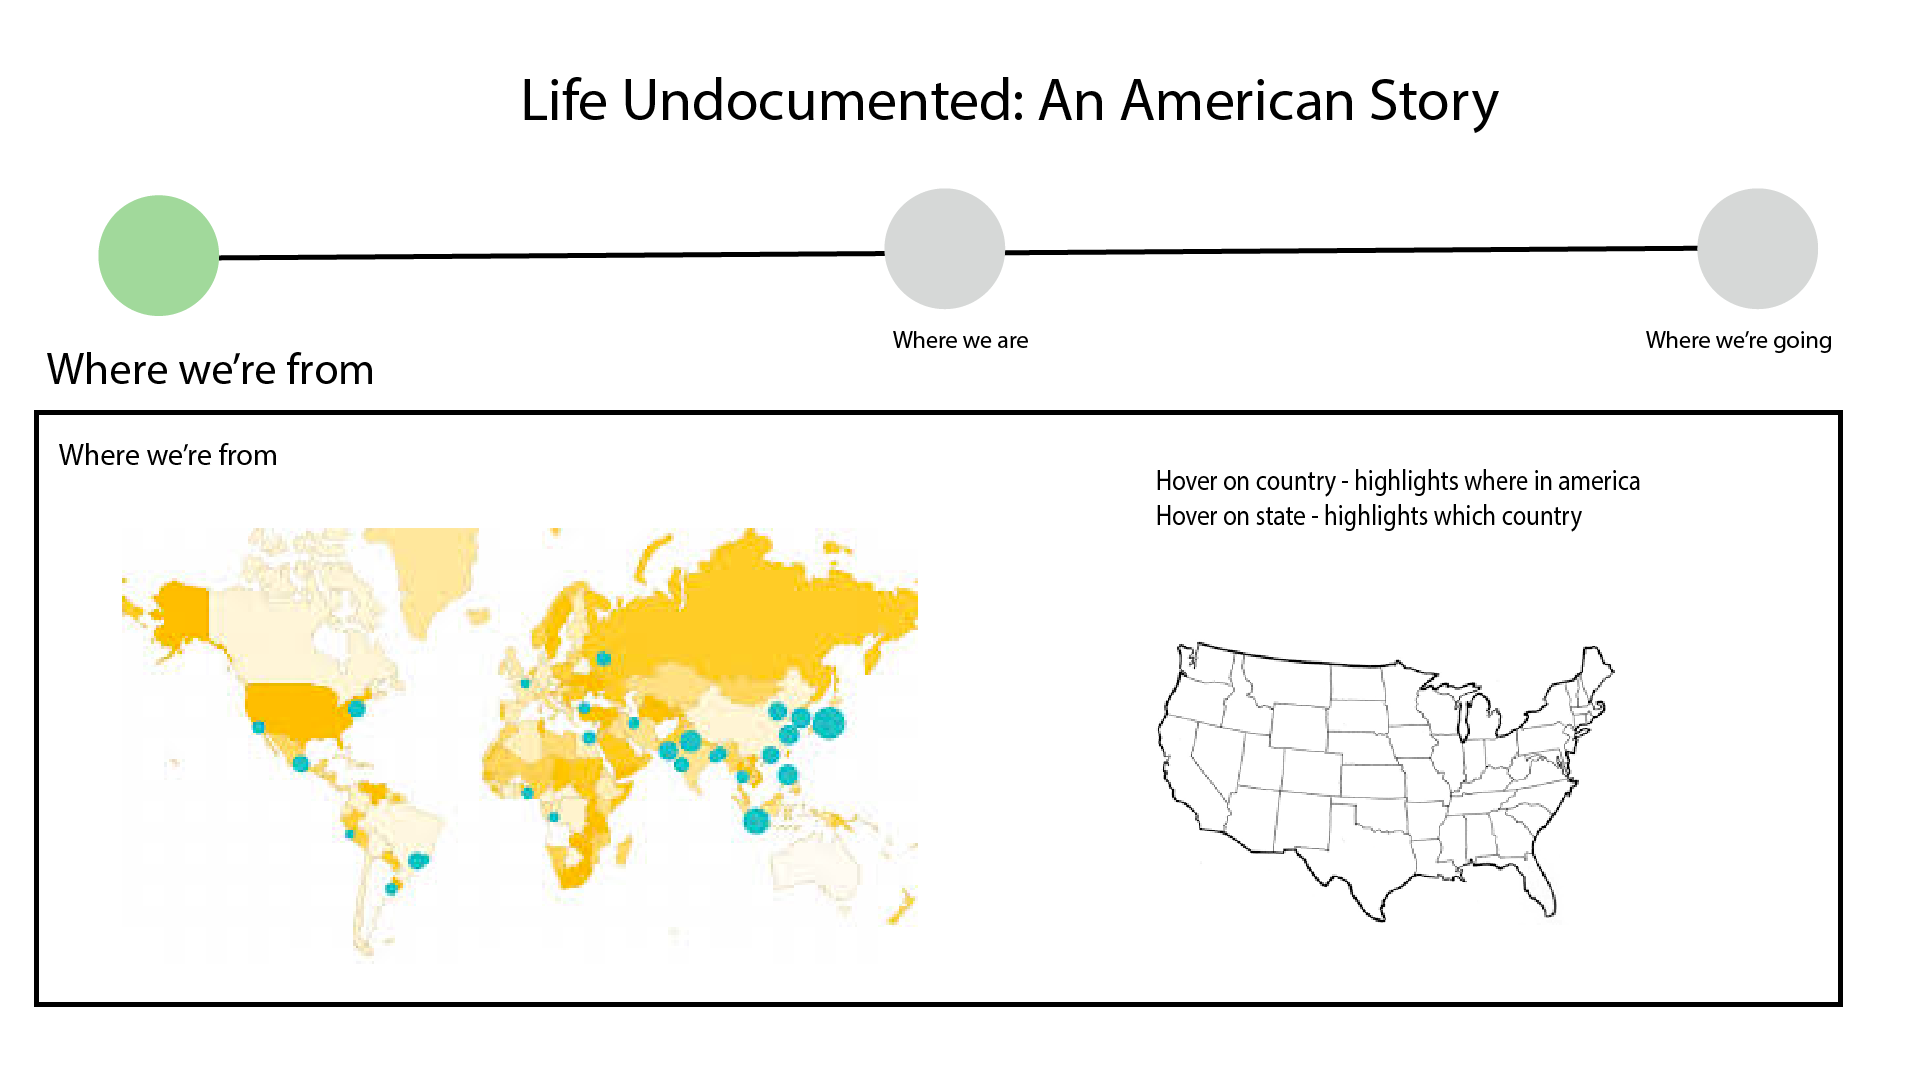 Life Undocumented: An American Story
Where we are
Where we’re going
Where we’re from
Where we’re from
Hover on country - highlights where in america
Hover on state - highlights which country